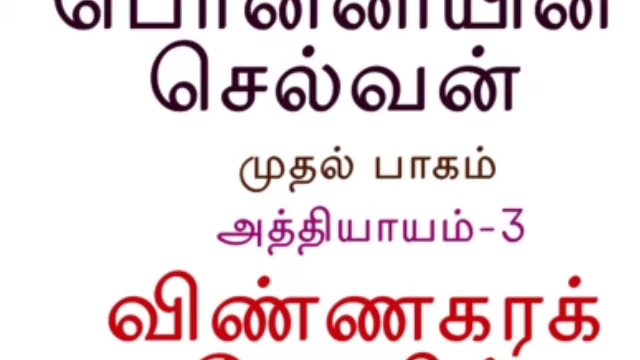 பொன்னியின்
செல்வன்
முதல் பாகம்
அத்தியாயம்-3
விண்ணகரக்